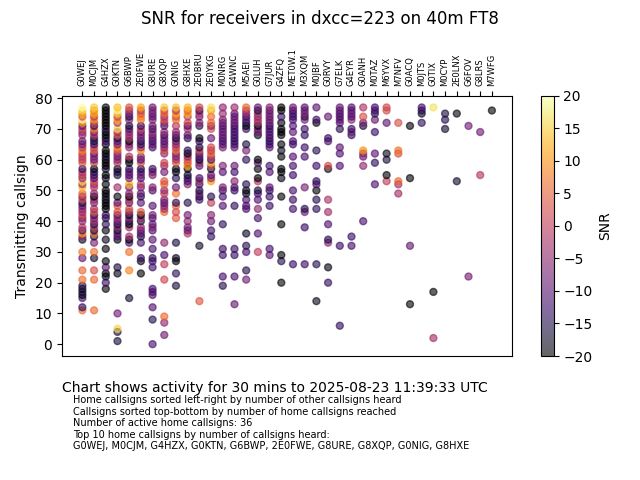 SNR for receivers in dxcc=223 on 40m FT8
G0WEJ M0CJM G4HZX G0KTN G6BWP 2E0FWE G8URE G8XQP G0NIG G8HXE 2E0BRU 2E0YKG M0NRG G4WNC M5AEI G0LUH G7JUR G4ZFQ METOW.1 M3XQM M0JBF G0RVY G7ELK G4EYR G0ANH M0TAZ M6YVX M7NFV G0ACQ M0JTS G0TIX M0CYP 2E0LNX G6FOV G8LRS M7WFG
80
70
60
50
40
30
20
10
0
Transmitting callsign
20
15
10
5
0
−5
−10
−15
−20
SNR
Chart shows activity for 30 mins to 2025-08-23 11:39:33 UTC
Home callsigns sorted left-right by number of other callsigns heard
Callsigns sorted top-bottom by number of home callsigns reached
Number of active home callsigns: 36
Top 10 home callsigns by number of callsigns heard:
G0WEJ, M0CJM, G4HZX, G0KTN, G6BWP, 2E0FWE, G8URE, G8XQP, G0NIG, G8HXE